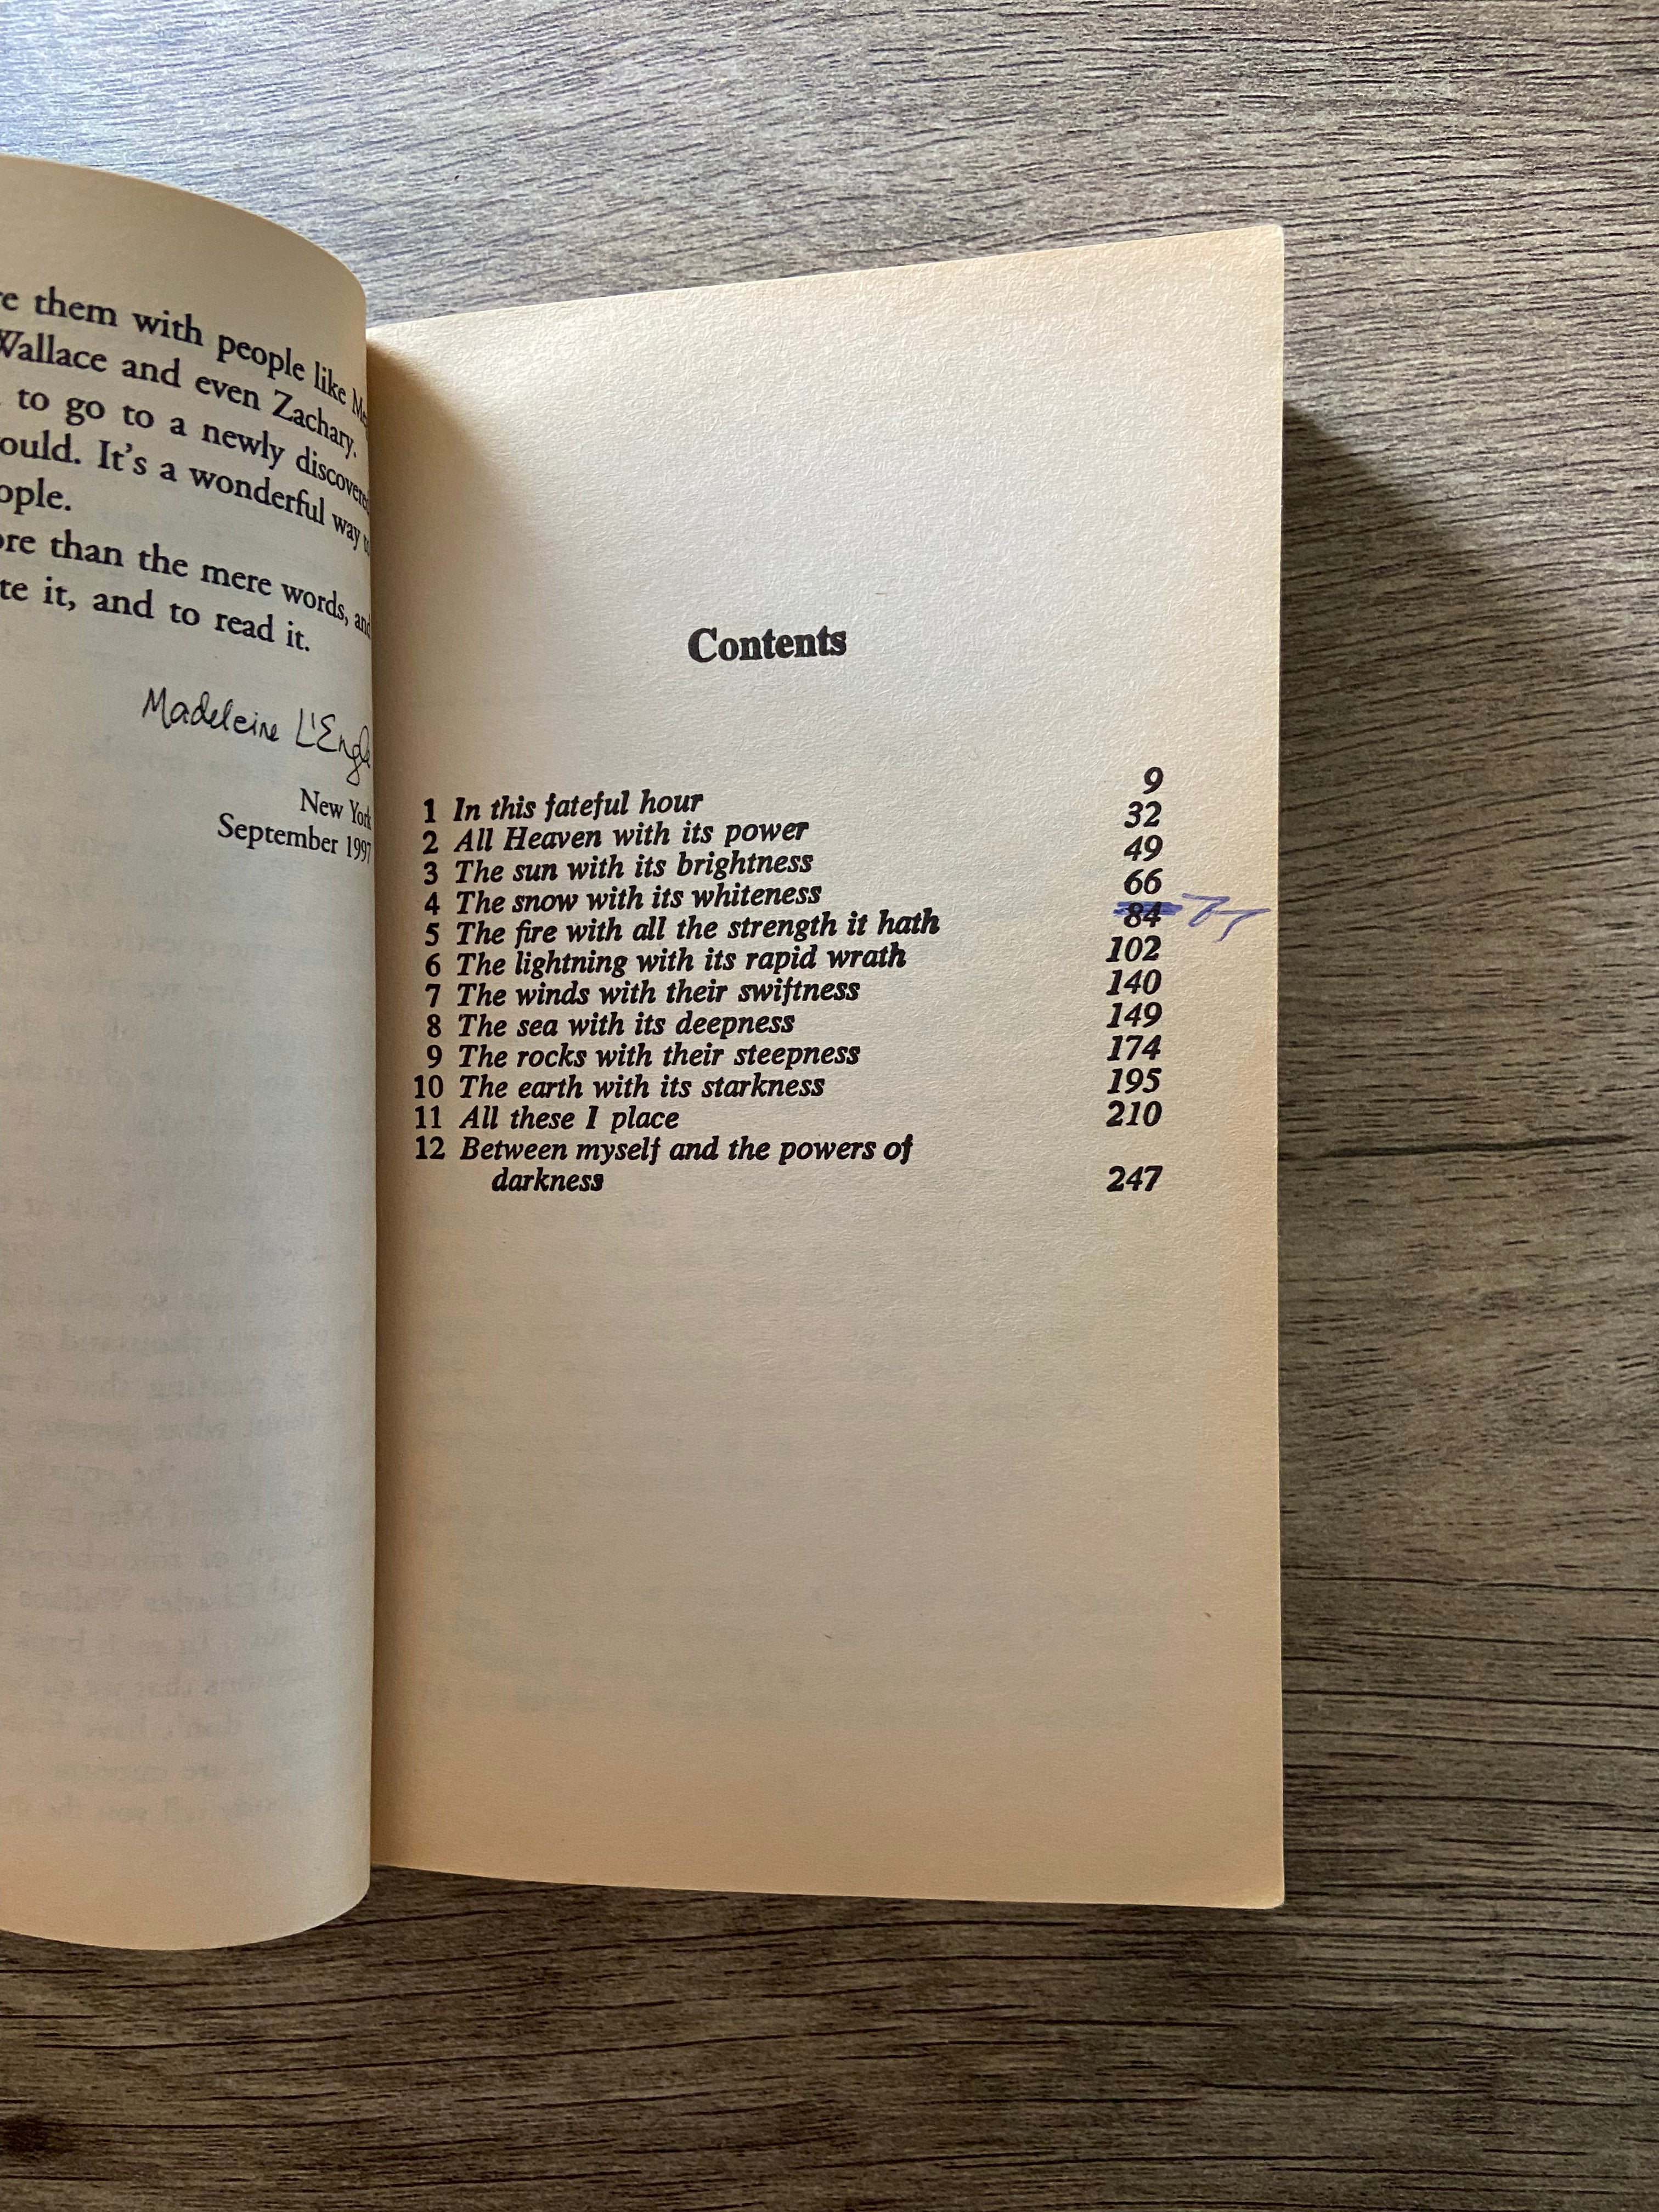 re them with people like
Wallace and even Zachary.
to go to a newly discovered
ould. It's a wonderful way
ople.
ore than the mere words, and
te it, and to read it.
Madeleine L'Engl
New York
September 1997
Contents
1 In this fateful hour 9
2 All Heaven with its power 32
3 The sun with its brightness 49
4 The snow with its whiteness 66
5 The fire with all the strength it hath 84
6 The lightning with its rapid wrath 102
7 The winds with their swiftness 140
8 The sea with its deepness 149
9 The rocks with their steepness 174
10 The earth with its starkness 195
11 All these I place 210
12 Between myself and the powers of
darkness 247